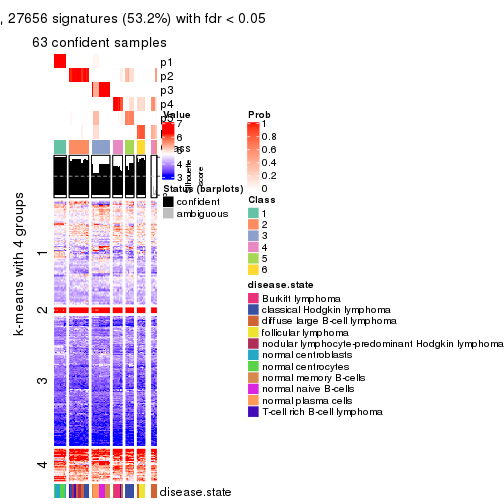 , 27656 signatures (53.2%) with fdr < 0.05
63 confident samples
p1
p2
p3
p4
k-means with 4 groups
1
2
3
4
Value
7
6
4
3
Silhouette
score
Status (barplots)
confident
ambiguous
Prob
1
0.8
0.6
0.4
0.2
0
Class
1
2
3
4
5
6
disease.state
Burkitt lymphoma
classical Hodgkin lymphoma
diffuse large B-cell lymphoma
follicular lymphoma
nodular lymphocyte-predominant Hodgkin lymphoma
normal centroblasts
normal centrocytes
normal memory B-cells
normal naive B-cells
normal plasma cells
T-cell rich B-cell lymphoma
disease.state